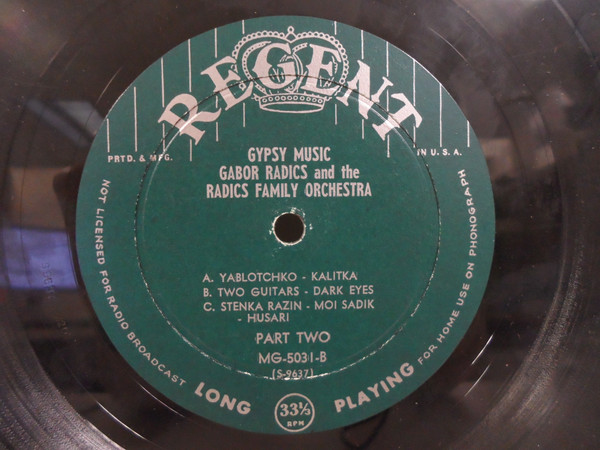 REGENT
PRTD. & MFG. IN U.S.A.
GYPSY MUSIC
GABOR RADICS and the
RADICS FAMILY ORCHESTRA
A. YABLOTCHKO - KALITKA
B. TWO GUITARS - DARK EYES
C. STENKA RAZIN - MOI SADIK
- HUSARI
PART TWO
MG-5031-B
(S-9637)
NOT LICENSED FOR RADIO BROADCAST
FOR HOME USE ON PHONOGRAPH
LONG PLAYING
33⅓
RPM